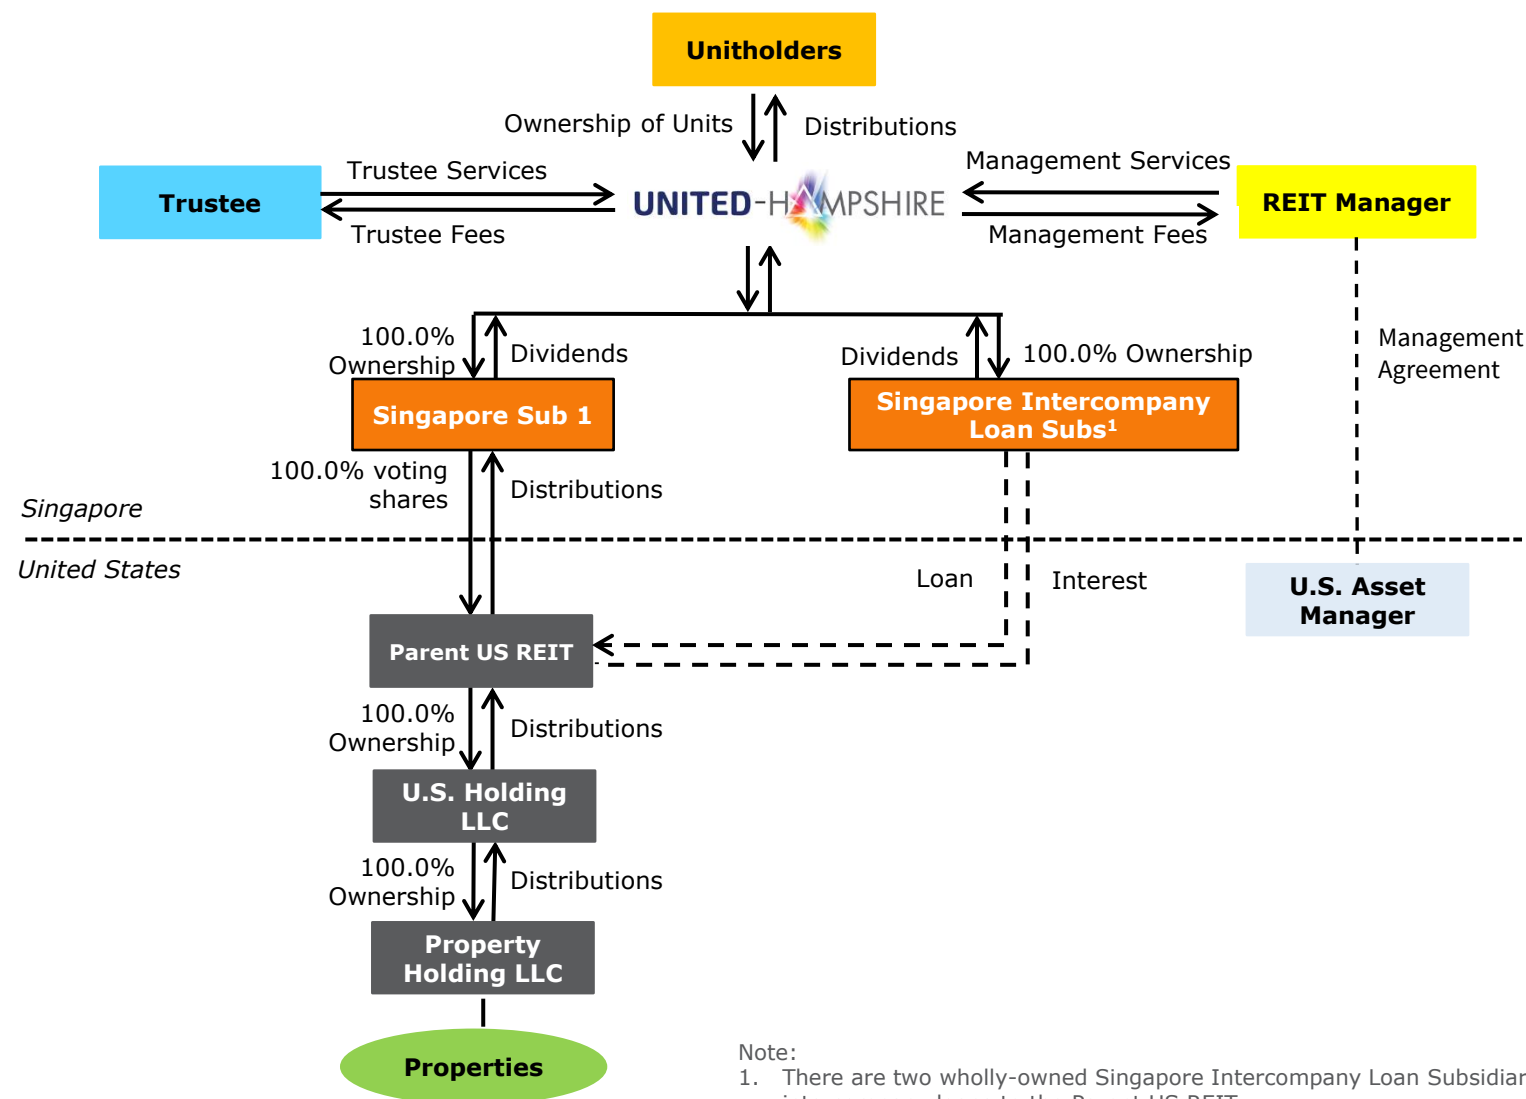 Unitholders
Ownership of Units
Distributions
Trustee Services
Management Services
Trustee
UNITED-HAMPSHIRE
REIT Manager
Trustee Fees
Management Fees
100.0%
Ownership
Dividends
Dividends
100.0% Ownership
Management
Agreement
Singapore Sub 1
Singapore Intercompany
Loan Subs¹
100.0% voting
shares
Distributions
Singapore
United States
Loan
Interest
U.S. Asset
Manager
Parent US REIT
100.0%
Ownership
Distributions
U.S. Holding
LLC
100.0%
Ownership
Distributions
Property
Holding LLC
Properties
Note:
1. There are two wholly-owned Singapore Intercompany Loan Subsidiar